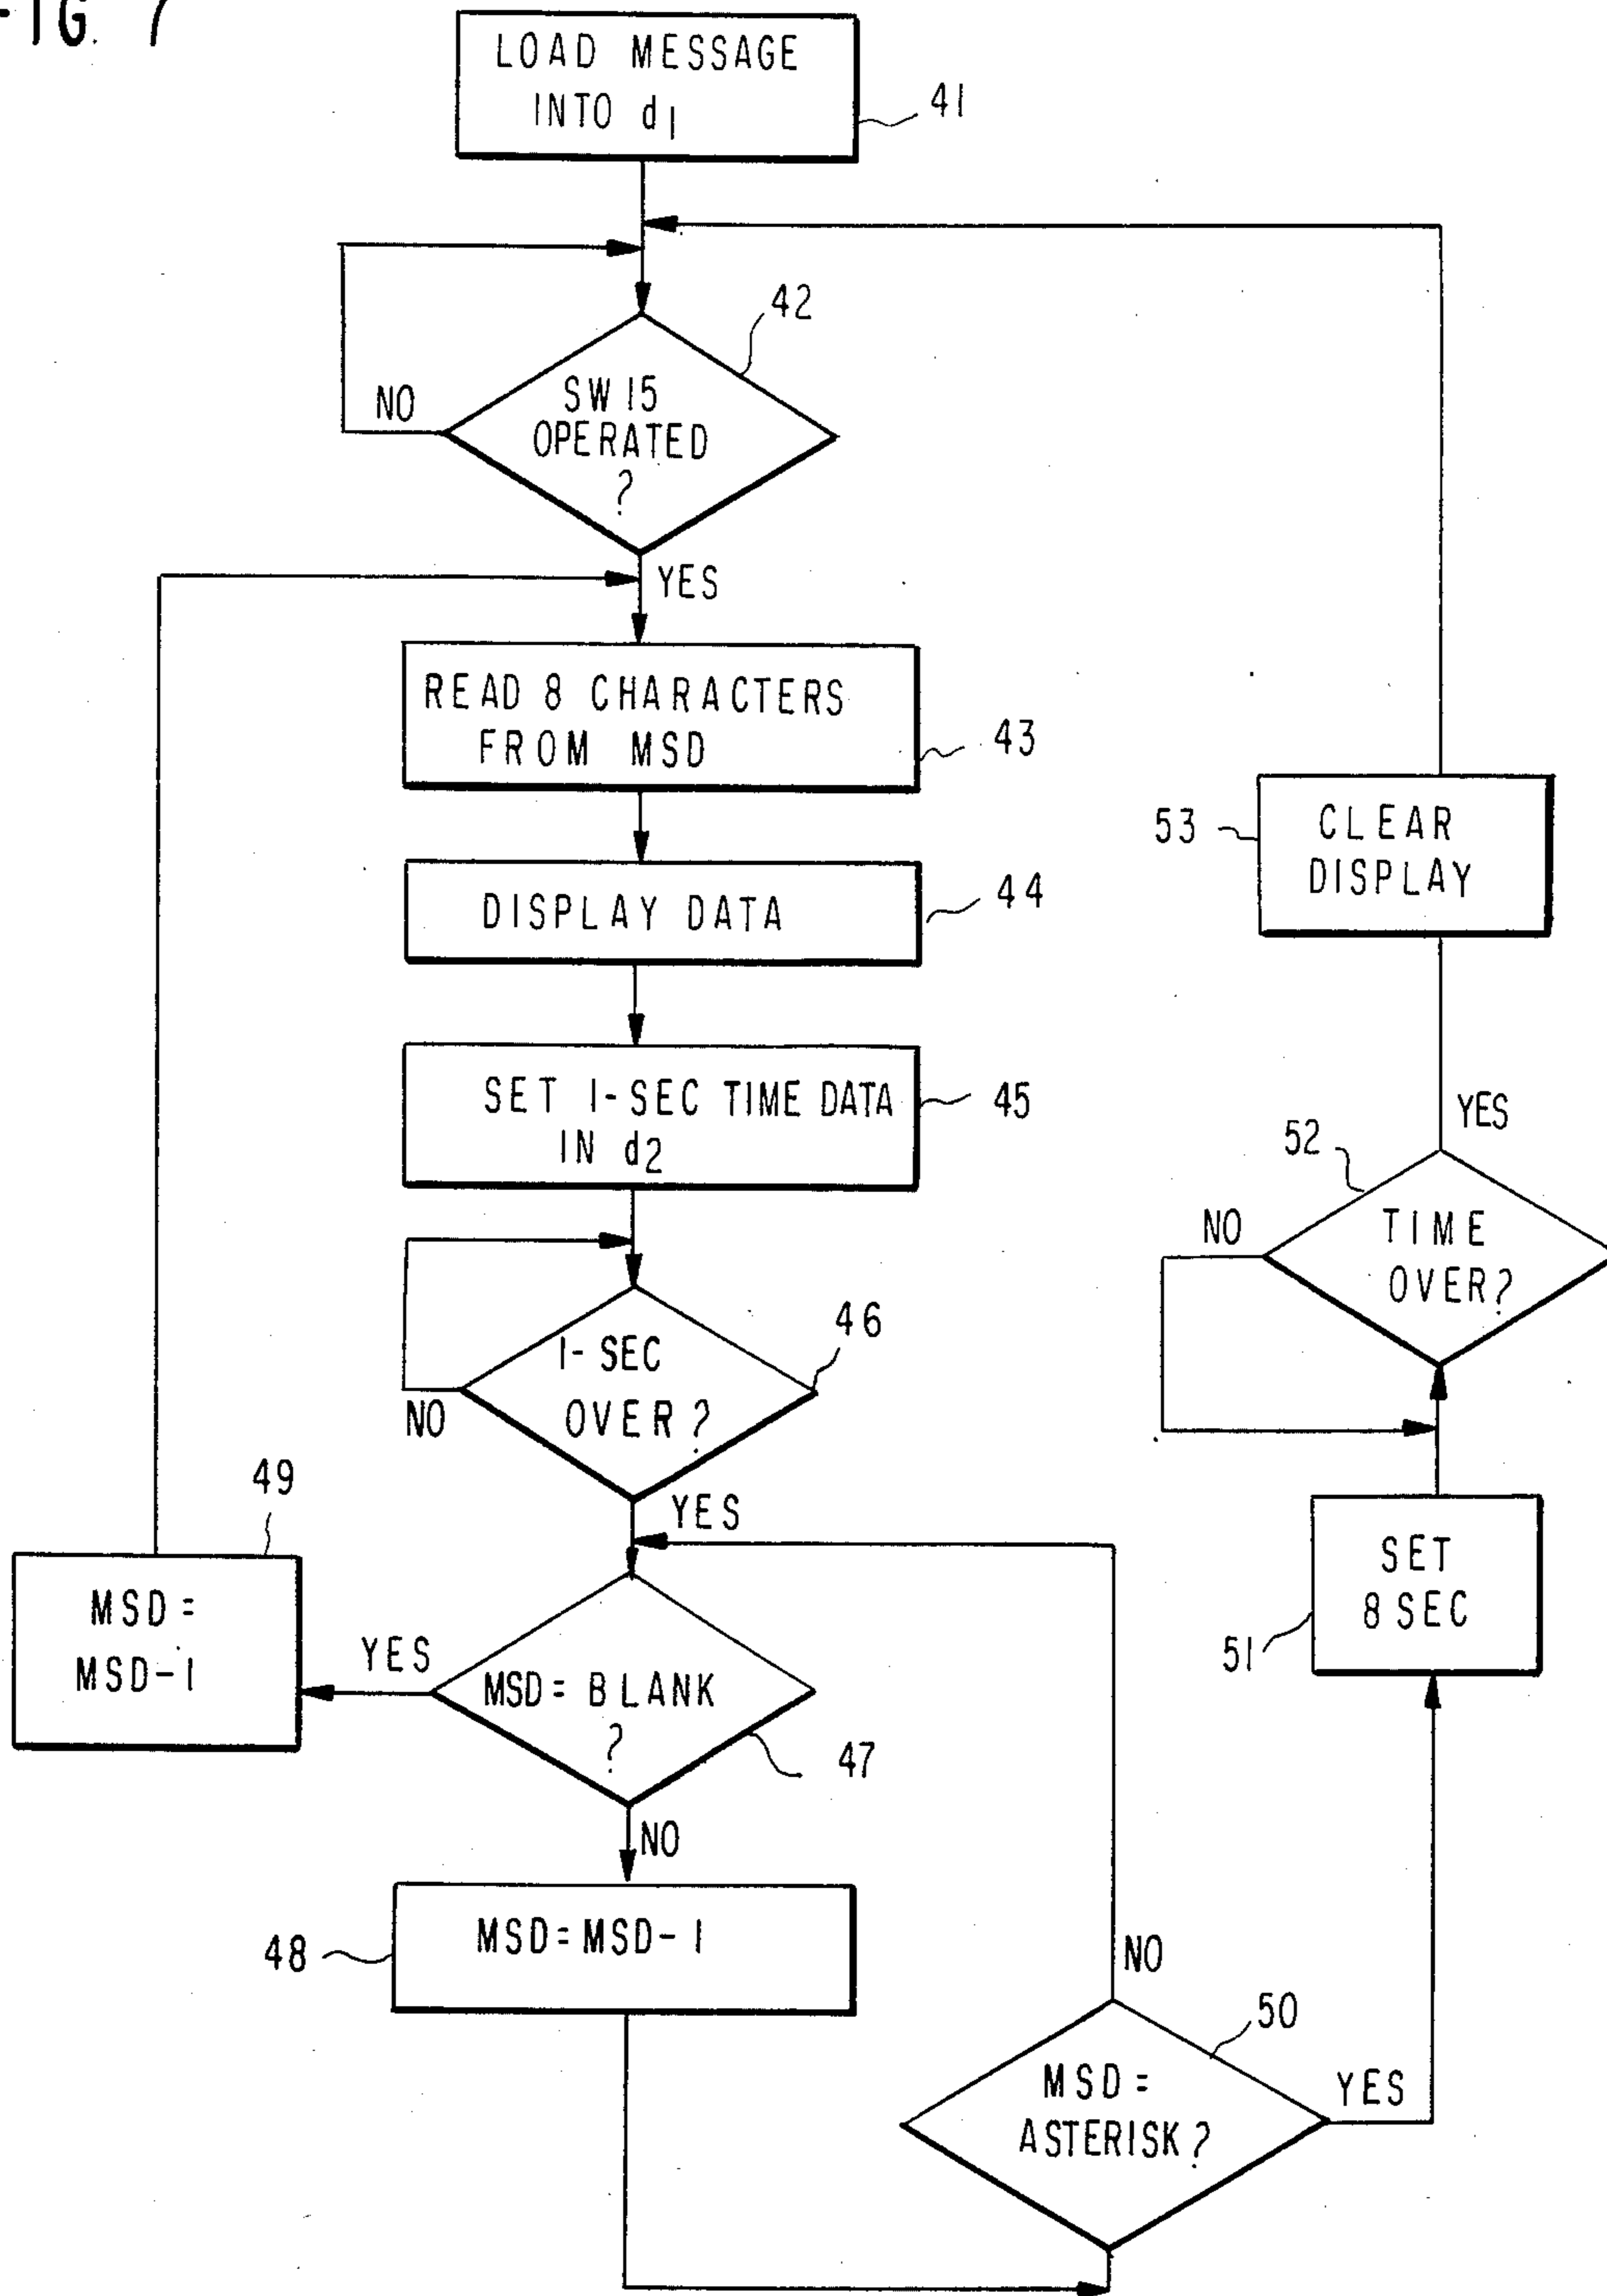 FIG. 7
LOAD MESSAGE
INTO d1
41
42
SW 15
OPERATED
?
NO
YES
READ 8 CHARACTERS
FROM MSD
43
DISPLAY DATA
44
SET 1-SEC TIME DATA
IN d2
45
1-SEC
OVER?
46
NO
YES
49
MSD=
MSD-1
YES
MSD= BLANK
?
47
NO
MSD=MSD-1
48
NO
50
MSD=
ASTERISK?
YES
SET
8 SEC
51
52
TIME
OVER?
NO
YES
53
CLEAR
DISPLAY